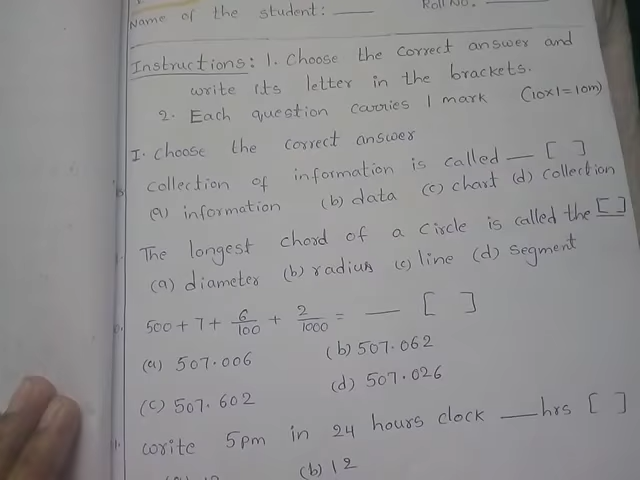 Name of the student: ___ Roll No: ___
Instructions: 1. Choose the correct answer and
write its letter in the brackets.
2. Each question carries 1 mark (10x1=10m)
I. Choose the correct answer
collection of information is called — [ ]
(a) information (b) data (c) chart (d) collection
The longest chord of a circle is called the [ ]
(a) diameter (b) radius (c) line (d) segment
500 + 7 + 6/100 + 2/1000 = — [ ]
(a) 507.006 (b) 507.062
(c) 507.602 (d) 507.026
write 5pm in 24 hours clock —hrs [ ]
(b) 12